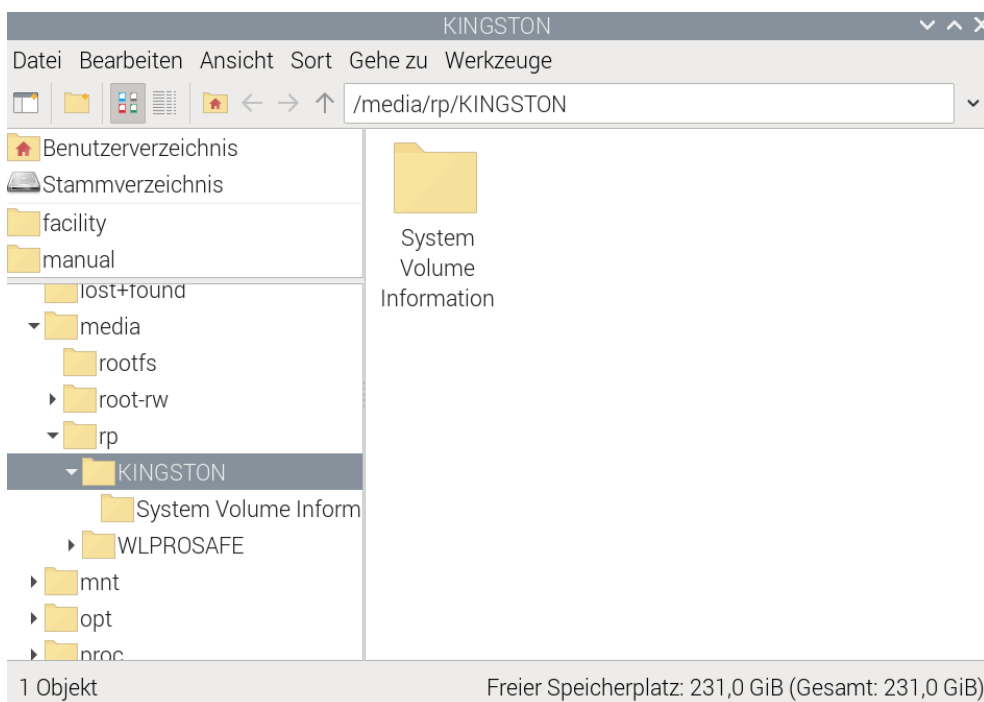 KINGSTON
Datei Bearbeiten Ansicht Sort Gehe zu Werkzeuge
/media/rp/KINGSTON
Benutzerverzeichnis
Stammverzeichnis
facility
manual
lost+found
media
rootfs
root-rw
rp
KINGSTON
System Volume Inform
WLPROSAFE
mnt
opt
proc
System
Volume
Information
1 Objekt
Freier Speicherplatz: 231,0 GiB (Gesamt: 231,0 GiB)